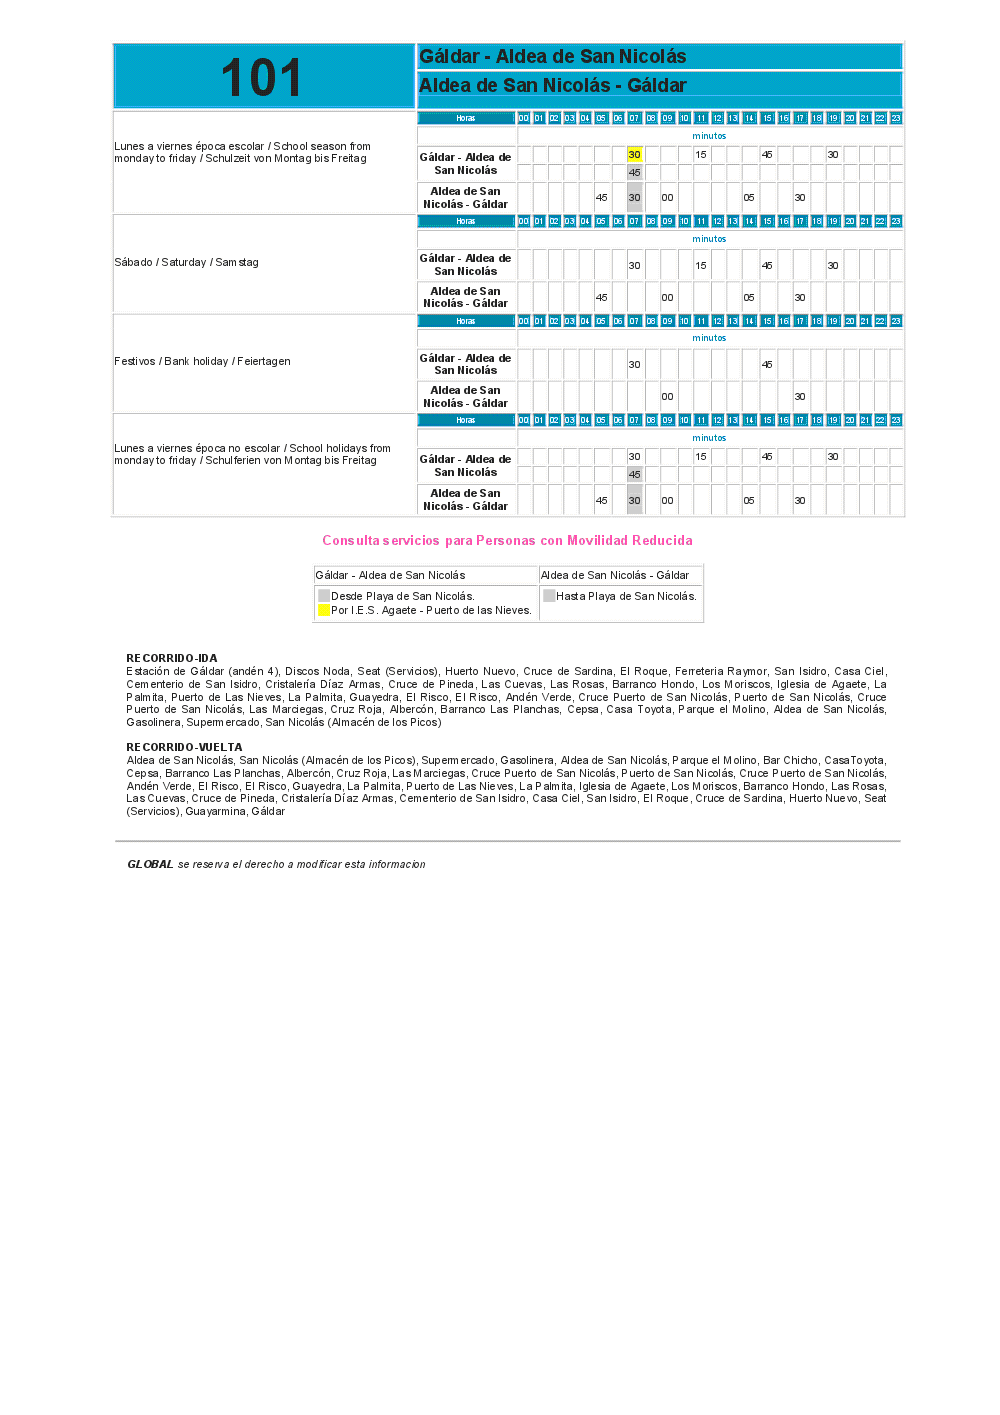 101
Gáldar - Aldea de San Nicolás
Aldea de San Nicolás - Gáldar
Lunes a viernes época escolar / School season from
monday to friday / Schulzeit von Montag bis Freitag
Horas 00 01 02 03 04 05 06 07 08 09 10 11 12 13 14 15 16 17 18 19 20 21 22 23
minutos
Gáldar - Aldea de
San Nicolás
30 15 45 30
45
Aldea de San
Nicolás - Gáldar
45 30 00 05 30
Sábado / Saturday / Samstag
Horas 00 01 02 03 04 05 06 07 08 09 10 11 12 13 14 15 16 17 18 19 20 21 22 23
minutos
Gáldar - Aldea de
San Nicolás
30 15 45 30
Aldea de San
Nicolás - Gáldar
45 00 05 30
Festivos / Bank holiday / Feiertagen
Horas 00 01 02 03 04 05 06 07 08 09 10 11 12 13 14 15 16 17 18 19 20 21 22 23
minutos
Gáldar - Aldea de
San Nicolás
30 45
Aldea de San
Nicolás - Gáldar
00 30
Lunes a viernes época no escolar / School holidays from
monday to friday / Schulferien von Montag bis Freitag
Horas 00 01 02 03 04 05 06 07 08 09 10 11 12 13 14 15 16 17 18 19 20 21 22 23
minutos
Gáldar - Aldea de
San Nicolás
30 15 45 30
45
Aldea de San
Nicolás - Gáldar
45 30 00 05 30
Consulta servicios para Personas con Movilidad Reducida
Gáldar - Aldea de San Nicolás
Desde Playa de San Nicolás.
Por I.E.S. Agaete - Puerto de las Nieves.
Aldea de San Nicolás - Gáldar
Hasta Playa de San Nicolás.
RECORRIDO-IDA
Estación de Gáldar (andén 4), Discos Noda, Seat (Servicios), Huerto Nuevo, Cruce de Sardina, El Roque, Ferreteria Raymor, San Isidro, Casa Ciel,
Cementerio de San Isidro, Cristalería Díaz Armas, Cruce de Pineda, Las Cuevas, Las Rosas, Barranco Hondo, Los Moriscos, Iglesia de Agaete, La
Palmita, Puerto de Las Nieves, La Palmita, Guayedra, El Risco, El Risco, Andén Verde, Cruce Puerto de San Nicolás, Puerto de San Nicolás, Cruce
Puerto de San Nicolás, Las Marciegas, Cruz Roja, Albercón, Barranco Las Planchas, Cepsa, Casa Toyota, Parque el Molino, Aldea de San Nicolás,
Gasolinera, Supermercado, San Nicolás (Almacén de los Picos)
RECORRIDO-VUELTA
Aldea de San Nicolás, San Nicolás (Almacén de los Picos), Supermercado, Gasolinera, Aldea de San Nicolás, Parque el Molino, Bar Chicho, CasaToyota,
Cepsa, Barranco Las Planchas, Albercón, Cruz Roja, Las Marciegas, Cruce Puerto de San Nicolás, Puerto de San Nicolás, Cruce Puerto de San Nicolás,
Andén Verde, El Risco, El Risco, Guayedra, La Palmita, Puerto de Las Nieves, La Palmita, Iglesia de Agaete, Los Moriscos, Barranco Hondo, Las Rosas,
Las Cuevas, Cruce de Pineda, Cristalería Díaz Armas, Cementerio de San Isidro, Casa Ciel, San Isidro, El Roque, Cruce de Sardina, Huerto Nuevo, Seat
(Servicios), Guayarmina, Gáldar
GLOBAL se reserva el derecho a modificar esta informacion